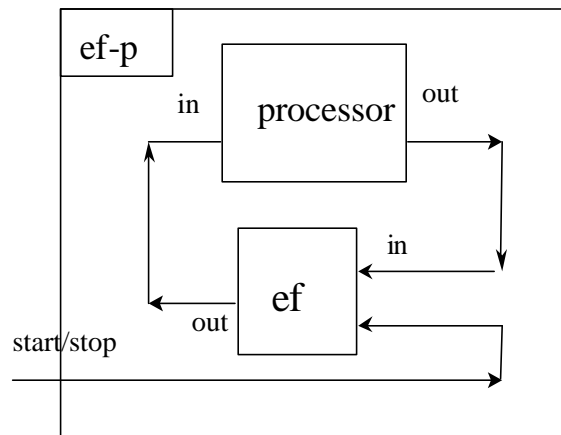 ef-p
in
processor
out
in
ef
out
start/stop